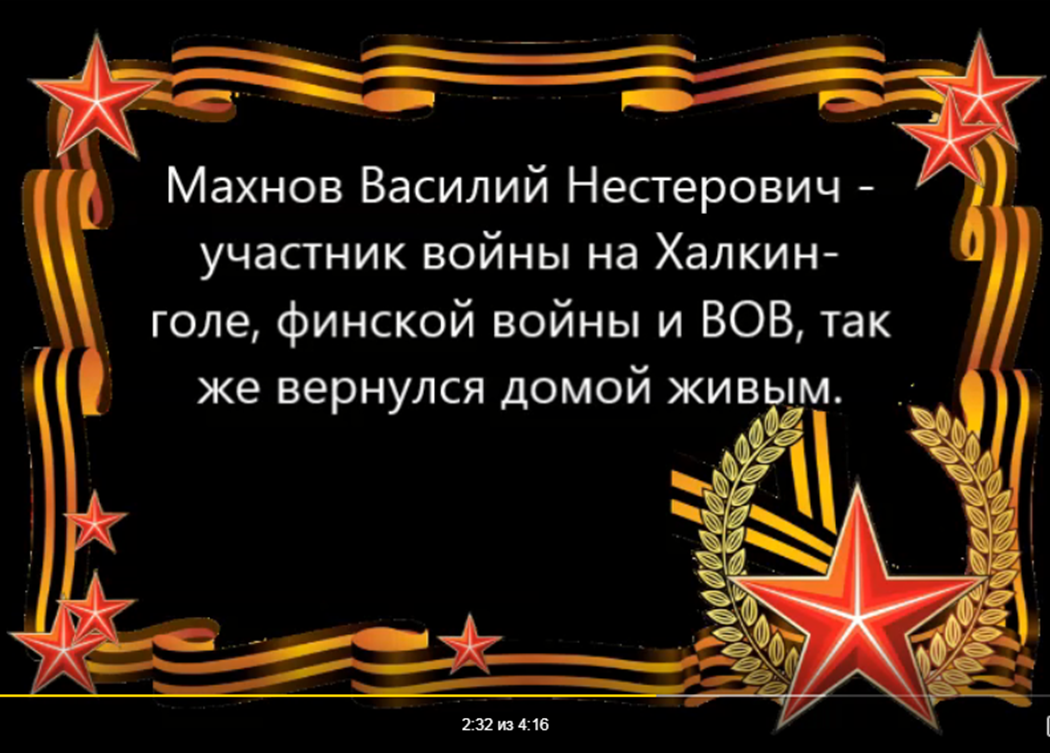 Махнов Василий Нестерович -
участник войны на Халкин-
голе, финской войны и ВОВ, так
же вернулся домой живым.
2:32 из 4:16